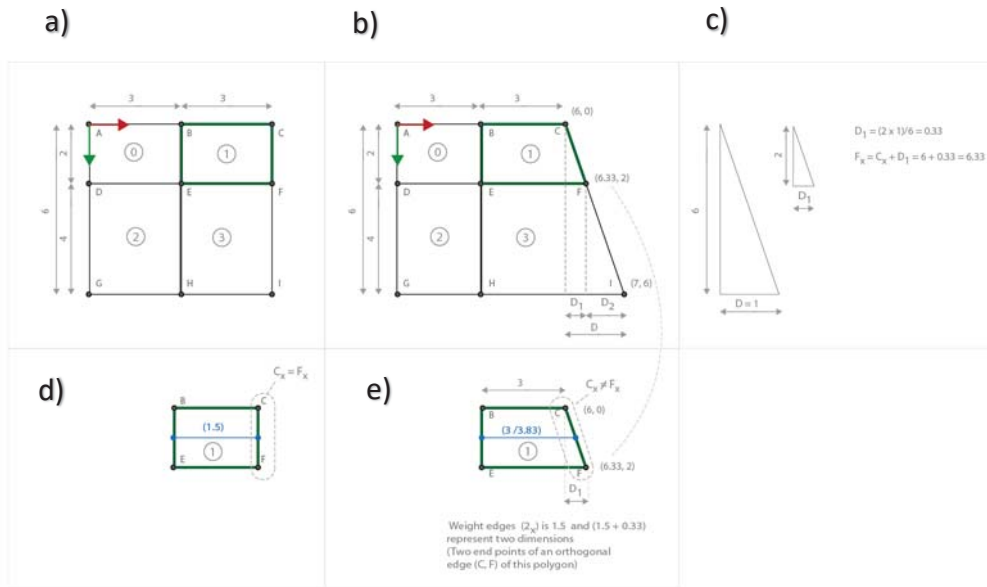 a)
b)
c)
3
3
A
B
C
0
1
2
D
E
F
6
4
2
3
G
H
I
3
3
(6, 0)
A
B
C
0
1
2
(6.33, 2)
D
E
F
6
4
2
3
(7, 6)
G
H
I
D1
D2
D
D1 = (2 x 1)/6 = 0.33
2
Fx = Cx + D1 = 6 + 0.33 = 6.33
D1
6
D = 1
d)
Cx = Fx
B
C
(1.5)
1
E
F
e)
3
Cx ≠ Fx
B
C
(6, 0)
(3 /3.83)
1
E
F
(6.33, 2)
D1
Weight edges (2x) is 1.5 and (1.5 + 0.33)
represent two dimensions
(Two end points of an orthogonal
edge (C, F) of this polygon)